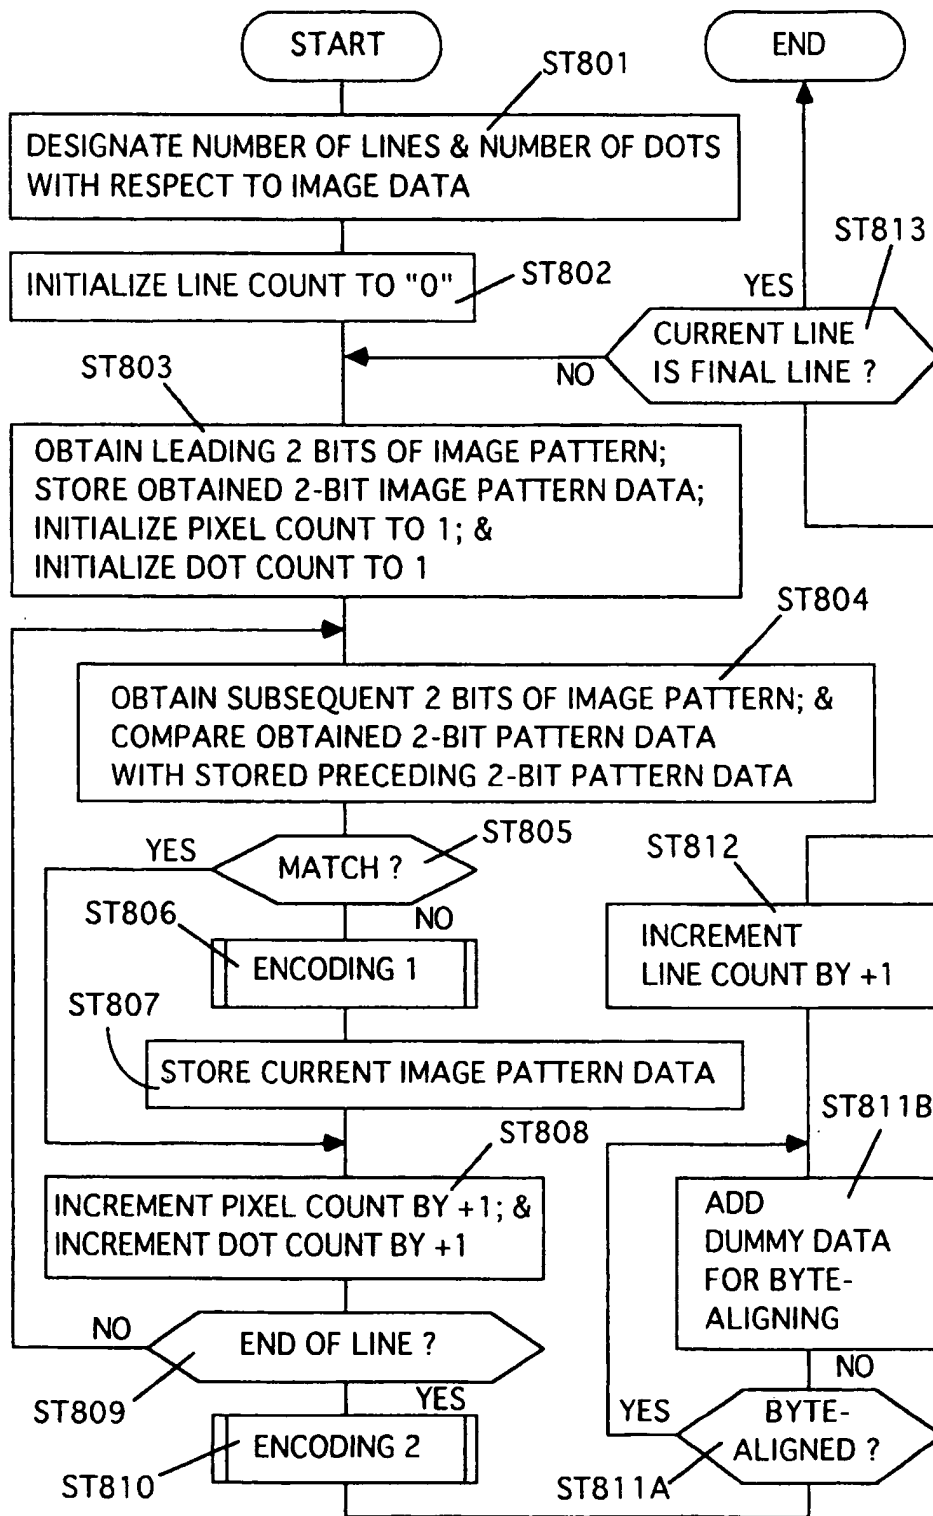 START
END
ST801
DESIGNATE NUMBER OF LINES & NUMBER OF DOTS
WITH RESPECT TO IMAGE DATA
ST813
INITIALIZE LINE COUNT TO "0"
ST802
YES
CURRENT LINE
IS FINAL LINE ?
NO
ST803
OBTAIN LEADING 2 BITS OF IMAGE PATTERN;
STORE OBTAINED 2-BIT IMAGE PATTERN DATA;
INITIALIZE PIXEL COUNT TO 1; &
INITIALIZE DOT COUNT TO 1
ST804
OBTAIN SUBSEQUENT 2 BITS OF IMAGE PATTERN; &
COMPARE OBTAINED 2-BIT PATTERN DATA
WITH STORED PRECEDING 2-BIT PATTERN DATA
YES
MATCH ?
ST805
NO
ST806
ENCODING 1
ST807
STORE CURRENT IMAGE PATTERN DATA
ST808
INCREMENT PIXEL COUNT BY +1; &
INCREMENT DOT COUNT BY +1
NO
END OF LINE ?
ST809
YES
ENCODING 2
ST810
ST812
INCREMENT
LINE COUNT BY +1
ST811B
ADD
DUMMY DATA
FOR BYTE-
ALIGNING
NO
YES
BYTE-
ALIGNED ?
ST811A